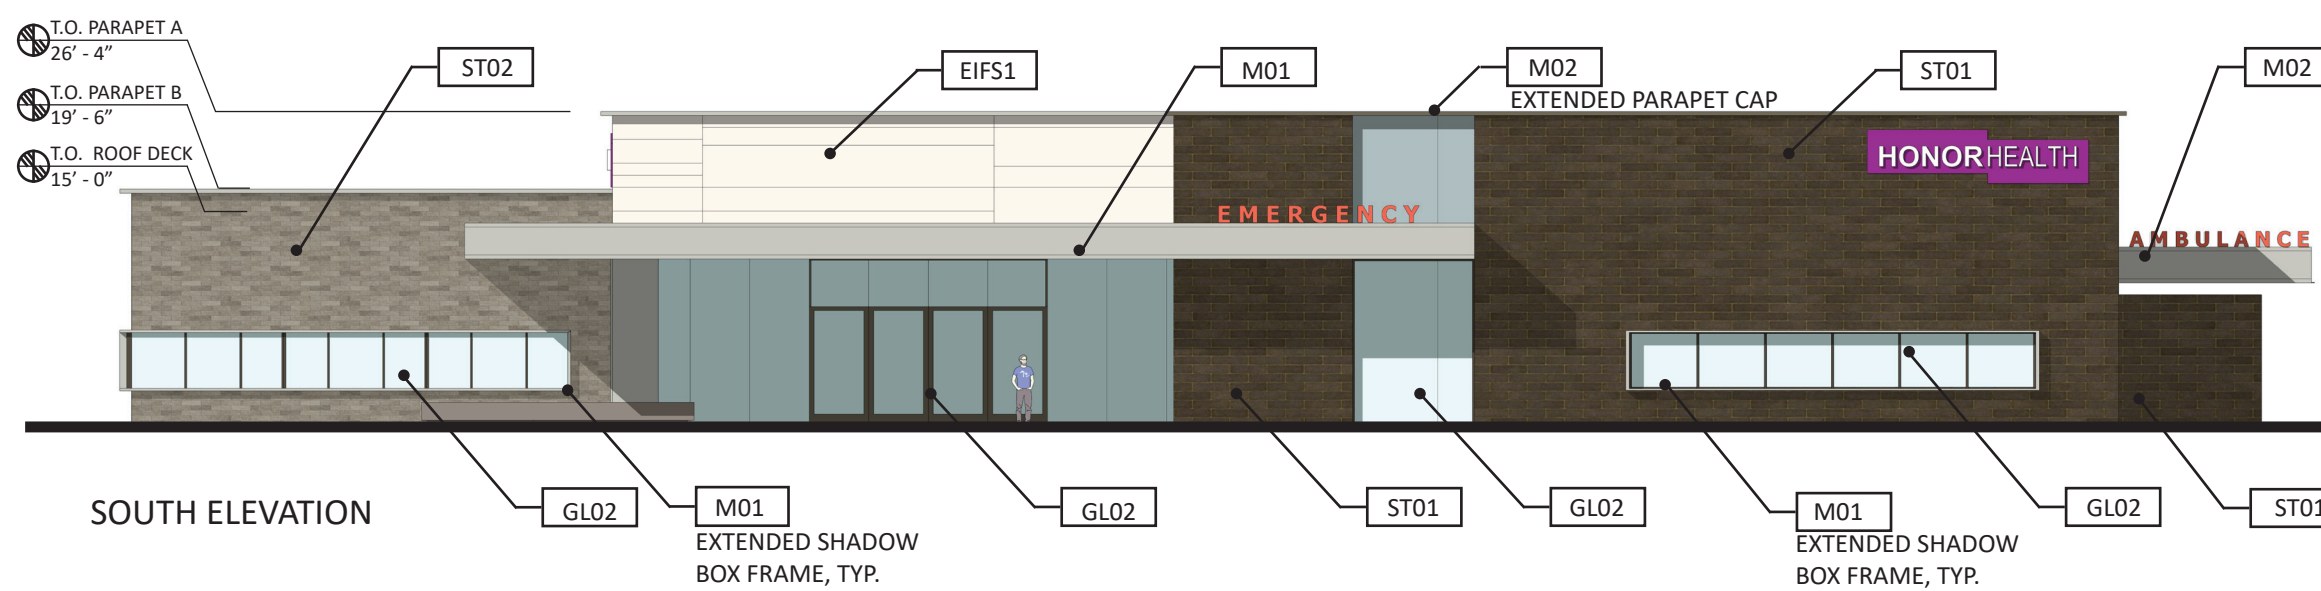 T.O. PARAPET A
26’ - 4”
T.O. PARAPET B
19’ - 6”
T.O. ROOF DECK
15’ - 0”
ST02
EIFS1
M01
M02
EXTENDED PARAPET CAP
ST01
M02
HONORHEALTH
EMERGENCY
AMBULANCE
SOUTH ELEVATION
GL02
M01
EXTENDED SHADOW
BOX FRAME, TYP.
GL02
ST01
GL02
M01
EXTENDED SHADOW
BOX FRAME, TYP.
GL02
ST01